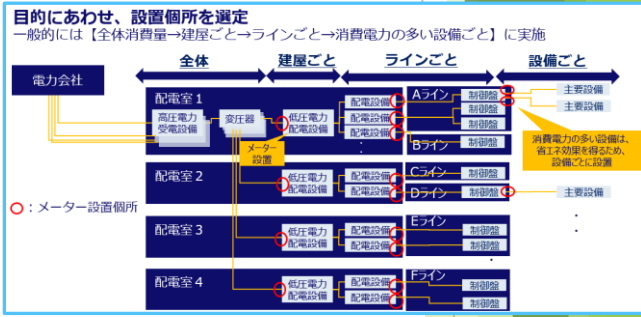 目的にあわせ、設置個所を選定
一般的には【全体消費量→建屋ごと→ラインごと→消費電力の多い設備ごと】に実施
全体
建屋ごと
ラインごと
設備ごと
電力会社
配電室１
高圧電力
受電設備
変圧器
低圧電力
配電設備
メーター
設置
配電設備
配電設備
配電設備
Aライン
制御盤
制御盤
Bライン
制御盤
主要設備
主要設備
消費電力の多い設備は、
省エネ効果を得るため、
設備ごとに設置
配電室２
低圧電力
配電設備
配電設備
配電設備
Cライン
制御盤
Dライン
制御盤
主要設備
○：メーター設置個所
配電室３
低圧電力
配電設備
配電設備
配電設備
Eライン
制御盤
制御盤
配電室４
低圧電力
配電設備
配電設備
配電設備
Fライン
制御盤
制御盤